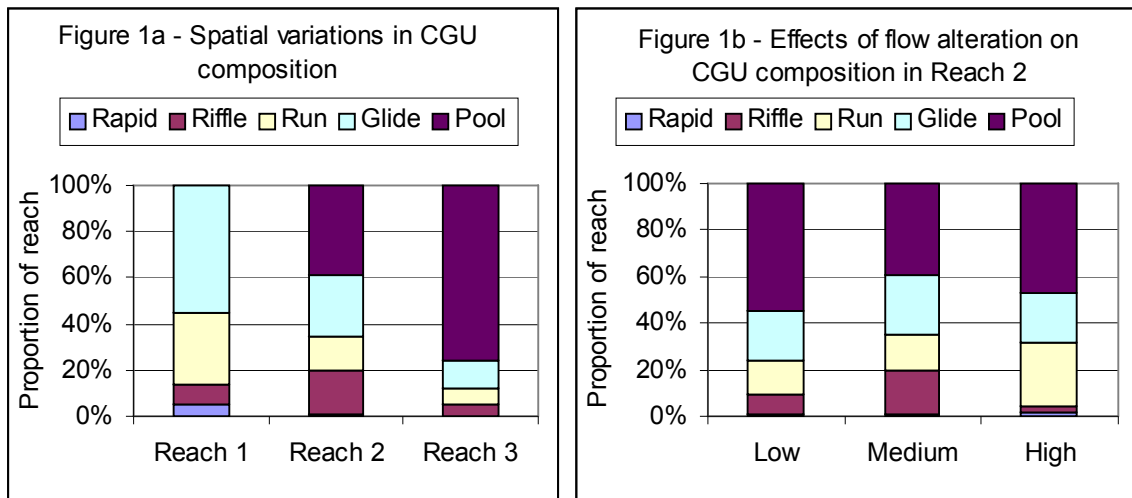 Figure 1a - Spatial variations in CGU
composition
Rapid Riffle Run Glide Pool
Proportion of reach
100%
80%
60%
40%
20%
0%
Reach 1 Reach 2 Reach 3
Figure 1b - Effects of flow alteration on
CGU composition in Reach 2
Rapid Riffle Run Glide Pool
Proportion of reach
100%
80%
60%
40%
20%
0%
Low Medium High